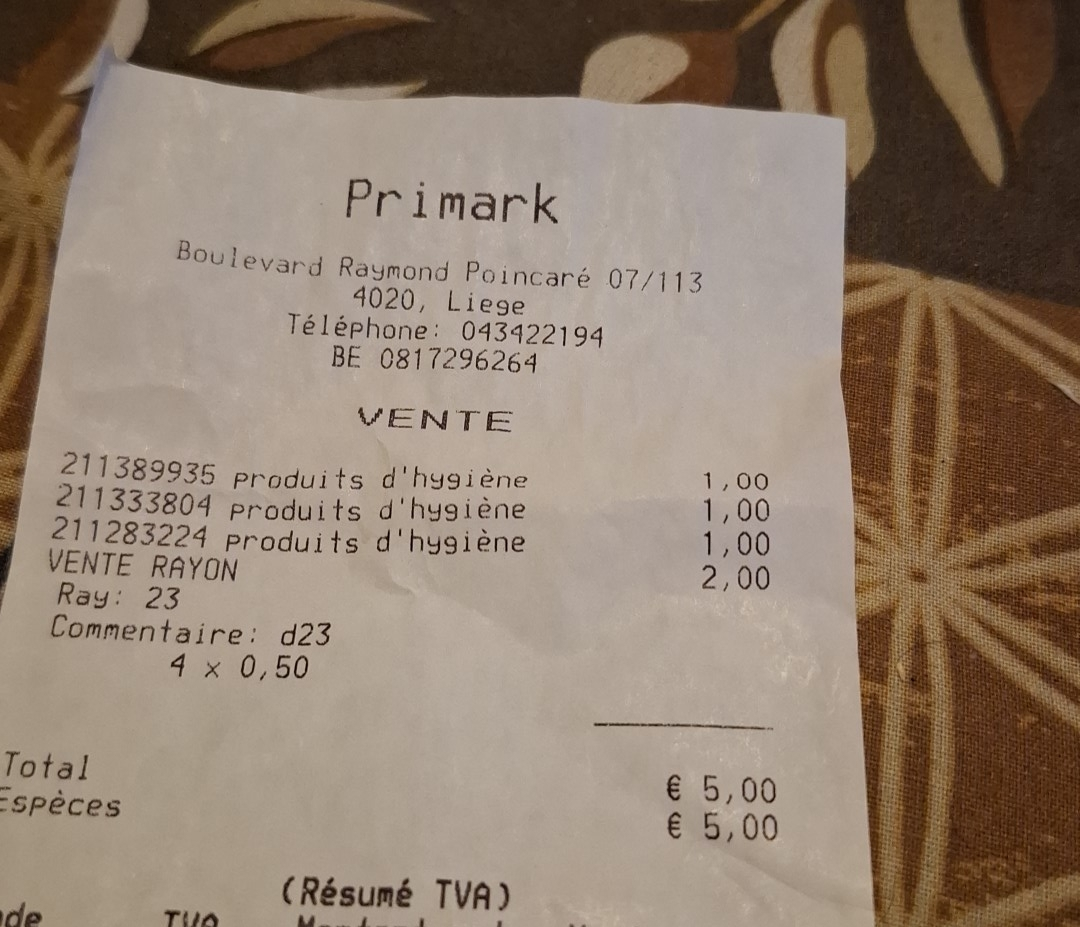 Primark
Boulevard Raymond Poincaré 07/113
4020, Liege
Téléphone: 043422194
BE 0817296264
VENTE
211389935 produits d'hygiène 1,00
211333804 produits d'hygiène 1,00
211283224 produits d'hygiène 1,00
VENTE RAYON 2,00
Ray: 23
Commentaire: d23
4 x 0,50
Total € 5,00
Espèces € 5,00
(Résumé TVA)
TVA